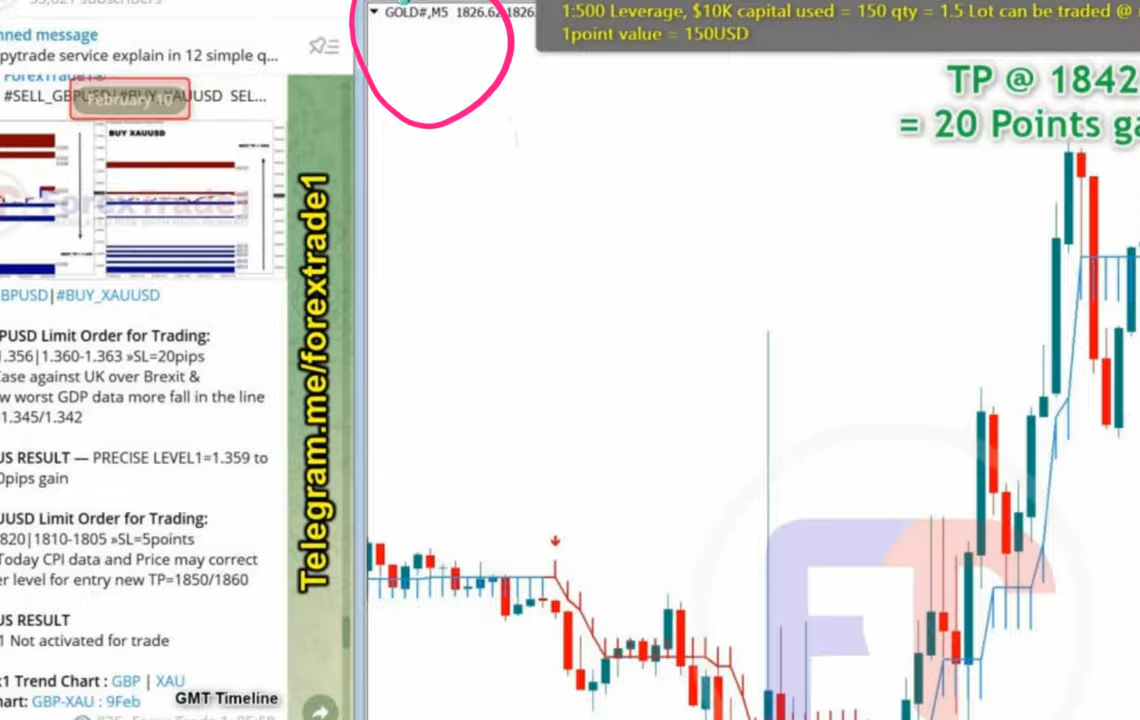 nned message
pytrade service explain in 12 simple q...
#SELL_GBPUSD|#BUY_XAUUSD SEL...
February 10
BUY XAUUSD
ForexTrade1
BPUSD|#BUY_XAUUSD
PUSD Limit Order for Trading:
1.356|1.360-1.363 »SL=20pips
ase against UK over Brexit &
w worst GDP data more fall in the line
1.345/1.342
US RESULT — PRECISE LEVEL1=1.359 to
0pips gain
UUSD Limit Order for Trading:
820|1810-1805 »SL=5points
Today CPI data and Price may correct
er level for entry new TP=1850/1860
US RESULT
1 Not activated for trade
x1 Trend Chart : GBP | XAU
hart: GBP-XAU : 9Feb
GMT Timeline
Telegram.me/forextrade1
GOLD#,M5 1826.62 1826.
1:500 Leverage, $10K capital used = 150 qty = 1.5 Lot can be traded @
1point value = 150USD
TP @ 1842
= 20 Points ga